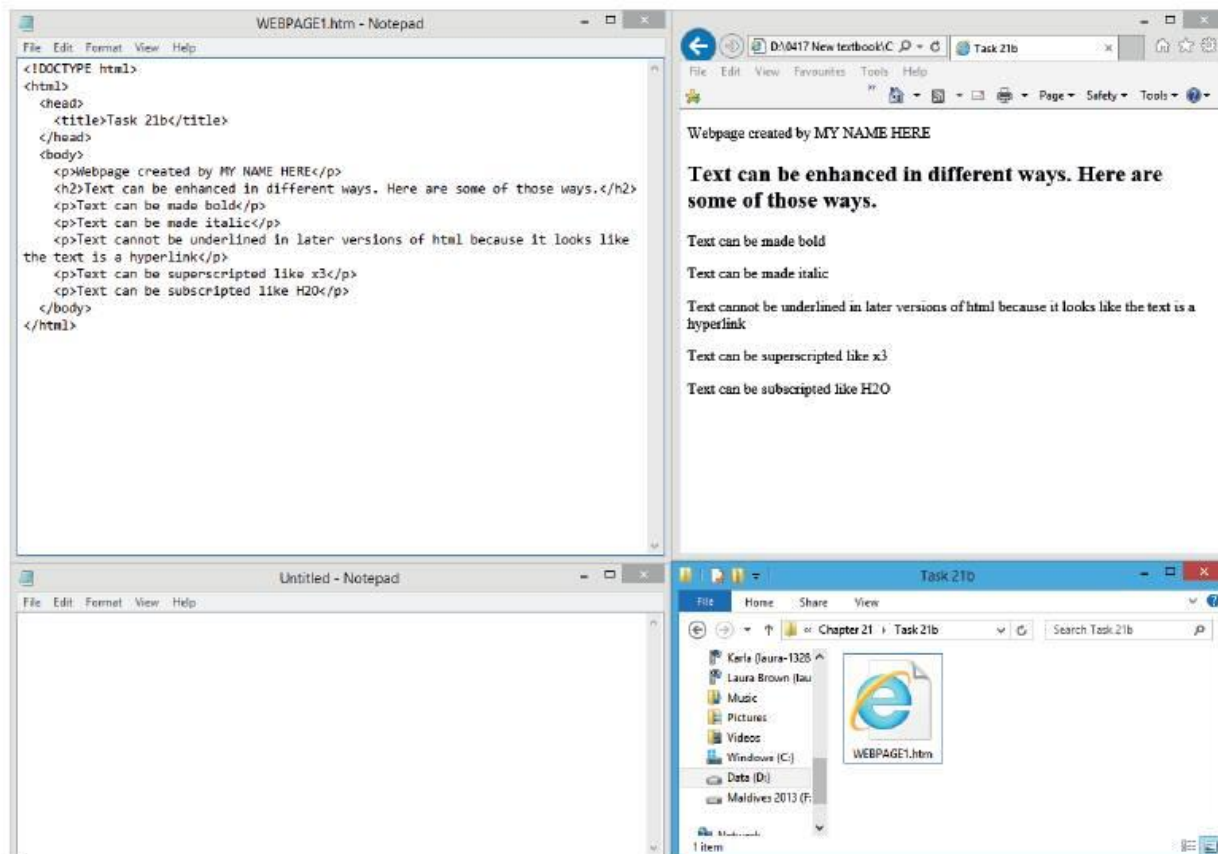 WEBPAGE1.htm - Notepad
File Edit Format View Help
<!DOCTYPE html>
<html>
<head>
<title>Task 21b</title>
</head>
<body>
<p>Webpage created by MY NAME HERE</p>
<h2>Text can be enhanced in different ways. Here are some of those ways.</h2>
<p>Text can be made bold</p>
<p>Text can be made italic</p>
<p>Text cannot be underlined in later versions of html because it looks like
the text is a hyperlink</p>
<p>Text can be superscripted like x3</p>
<p>Text can be subscripted like H2O</p>
</body>
</html>
D:\0417 New textbook\C
Task 21b
File Edit View Favourites Tools Help
Page Safety Tools
Webpage created by MY NAME HERE
Text can be enhanced in different ways. Here are
some of those ways.
Text can be made bold
Text can be made italic
Text cannot be underlined in later versions of html because it looks like the text is a
hyperlink
Text can be superscripted like x3
Text can be subscripted like H2O
Untitled - Notepad
File Edit Format View Help
Task 21b
File Home Share View
« Chapter 21 Task 21b
Search Task 21b
Karla (laura-1328
Laura Brown (lau
Music
Pictures
Videos
Windows (C:)
Data (D:)
Maldives 2013 (F:
WEBPAGE1.htm
1 item